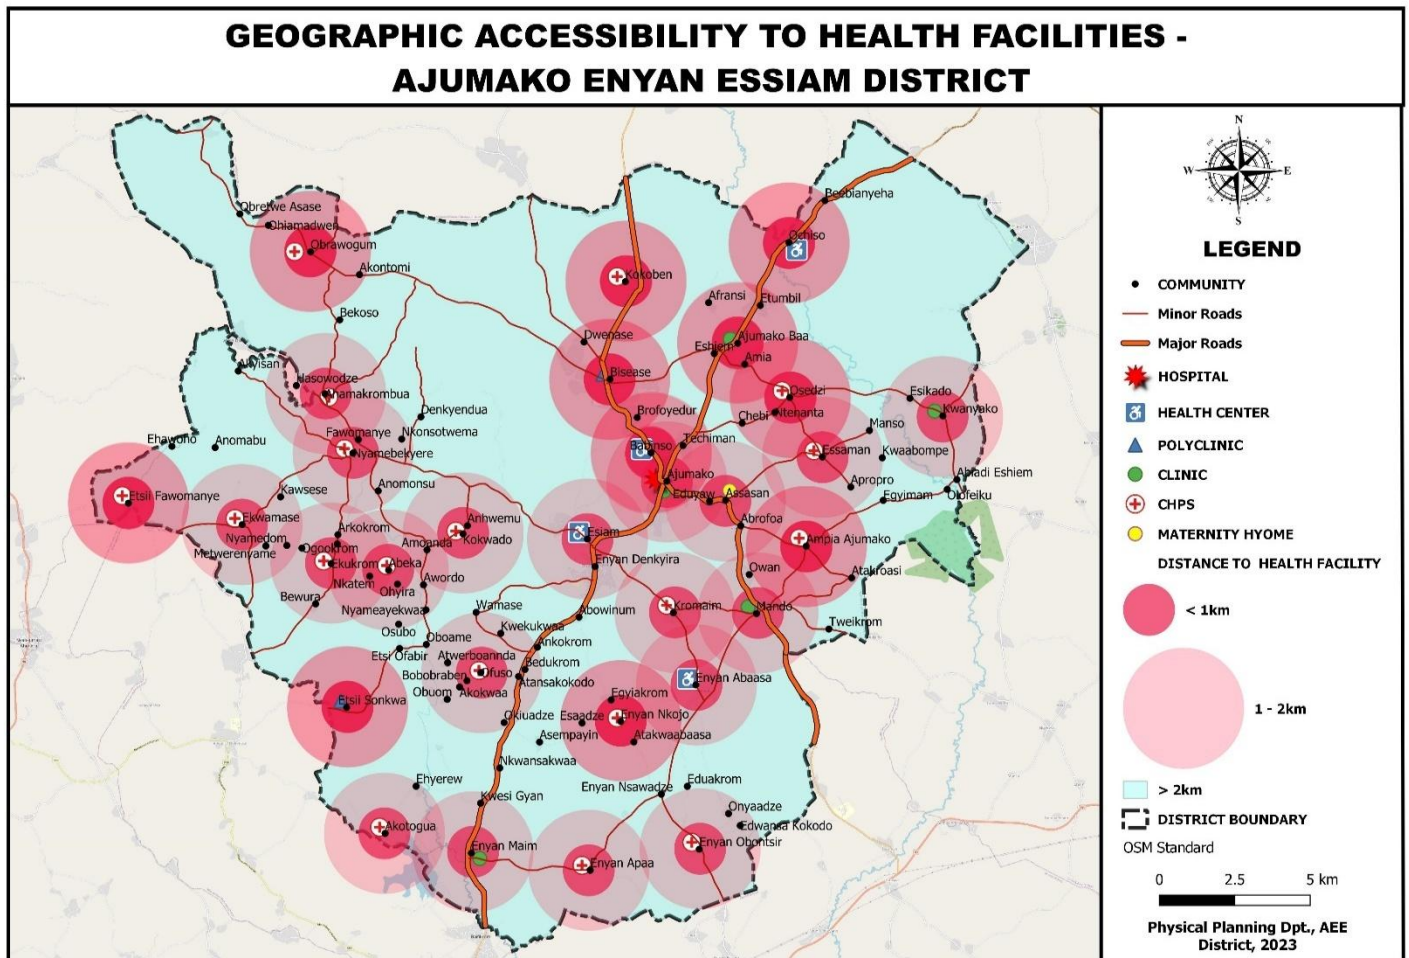 GEOGRAPHIC ACCESSIBILITY TO HEALTH FACILITIES -
AJUMAKO ENYAN ESSIAM DISTRICT
Obretwe Asase
Ohiamadwen
Obrawogum
Akontomi
Bekoso
Beebianyeha
Ochiso
Kokoben
Afransi
Etumbil
Dwenase
Eshiem
Ajumako Baa
Amia
Bisease
Hasowodze
Denkyendua
Brofoyedur
Osedzi
Ntenanta
Chebi
Esikado
Kwanyako
Manso
Ehawoho
Anomabu
Fawomanye
Nkonsotwema
Nyamebekyere
Techiman
Essaman
Kwaabompe
Ajumako
Apropro
Abiadi Eshiem
Olofeiku
Etsii Fawomanye
Kawsese
Anomonsu
Eduyaw
Assasan
Egyimam
Ekwamase
Nyamedom
Metwerenyame
Arkokrom
Ogookrom
Amoanda
Anhwemu
Kokwado
Esiam
Abrofoa
Ampia Ajumako
Ekukrom
Abeka
Enyan Denkyira
Owan
Atakroasi
Nkatem
Ohyira
Awordo
Bewura
Nyameayekwaa
Wamase
Abowinum
Kromaim
Mando
Tweikrom
Osubo
Oboame
Kwekukwaa
Ankokrom
Etsi Ofabir
Atwerboannda
Bedukrom
Bobobraben
Ofuso
Atansakokodo
Enyan Abaasa
Obuom
Akokwaa
Etsii Sonkwa
Egyiakrom
Okiuadze
Esaadze
Enyan Nkojo
Asempayin
Atakwaabaasa
Nkwansakwaa
Ehyerew
Enyan Nsawadze
Eduakrom
Kwesi Gyan
Onyaadze
Edwansa Kokodo
Akotogua
Enyan Maim
Enyan Apaa
Enyan Obontsir
N
W
E
S
LEGEND
COMMUNITY
Minor Roads
Major Roads
HOSPITAL
HEALTH CENTER
POLYCLINIC
CLINIC
CHPS
MATERNITY HYOME
DISTANCE TO HEALTH FACILITY
< 1km
1 - 2km
> 2km
DISTRICT BOUNDARY
OSM Standard
0 2.5 5 km
Physical Planning Dpt., AEE
District, 2023